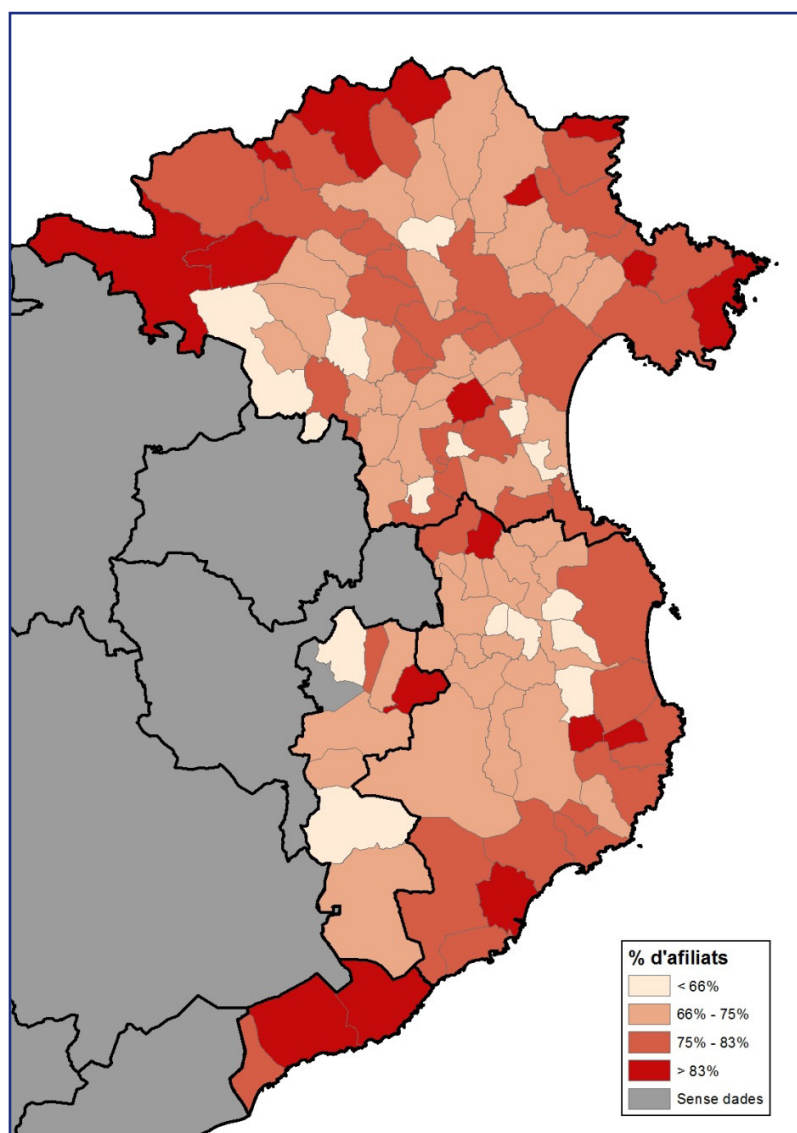 % d'afiliats
< 66%
66% - 75%
75% - 83%
> 83%
Sense dades